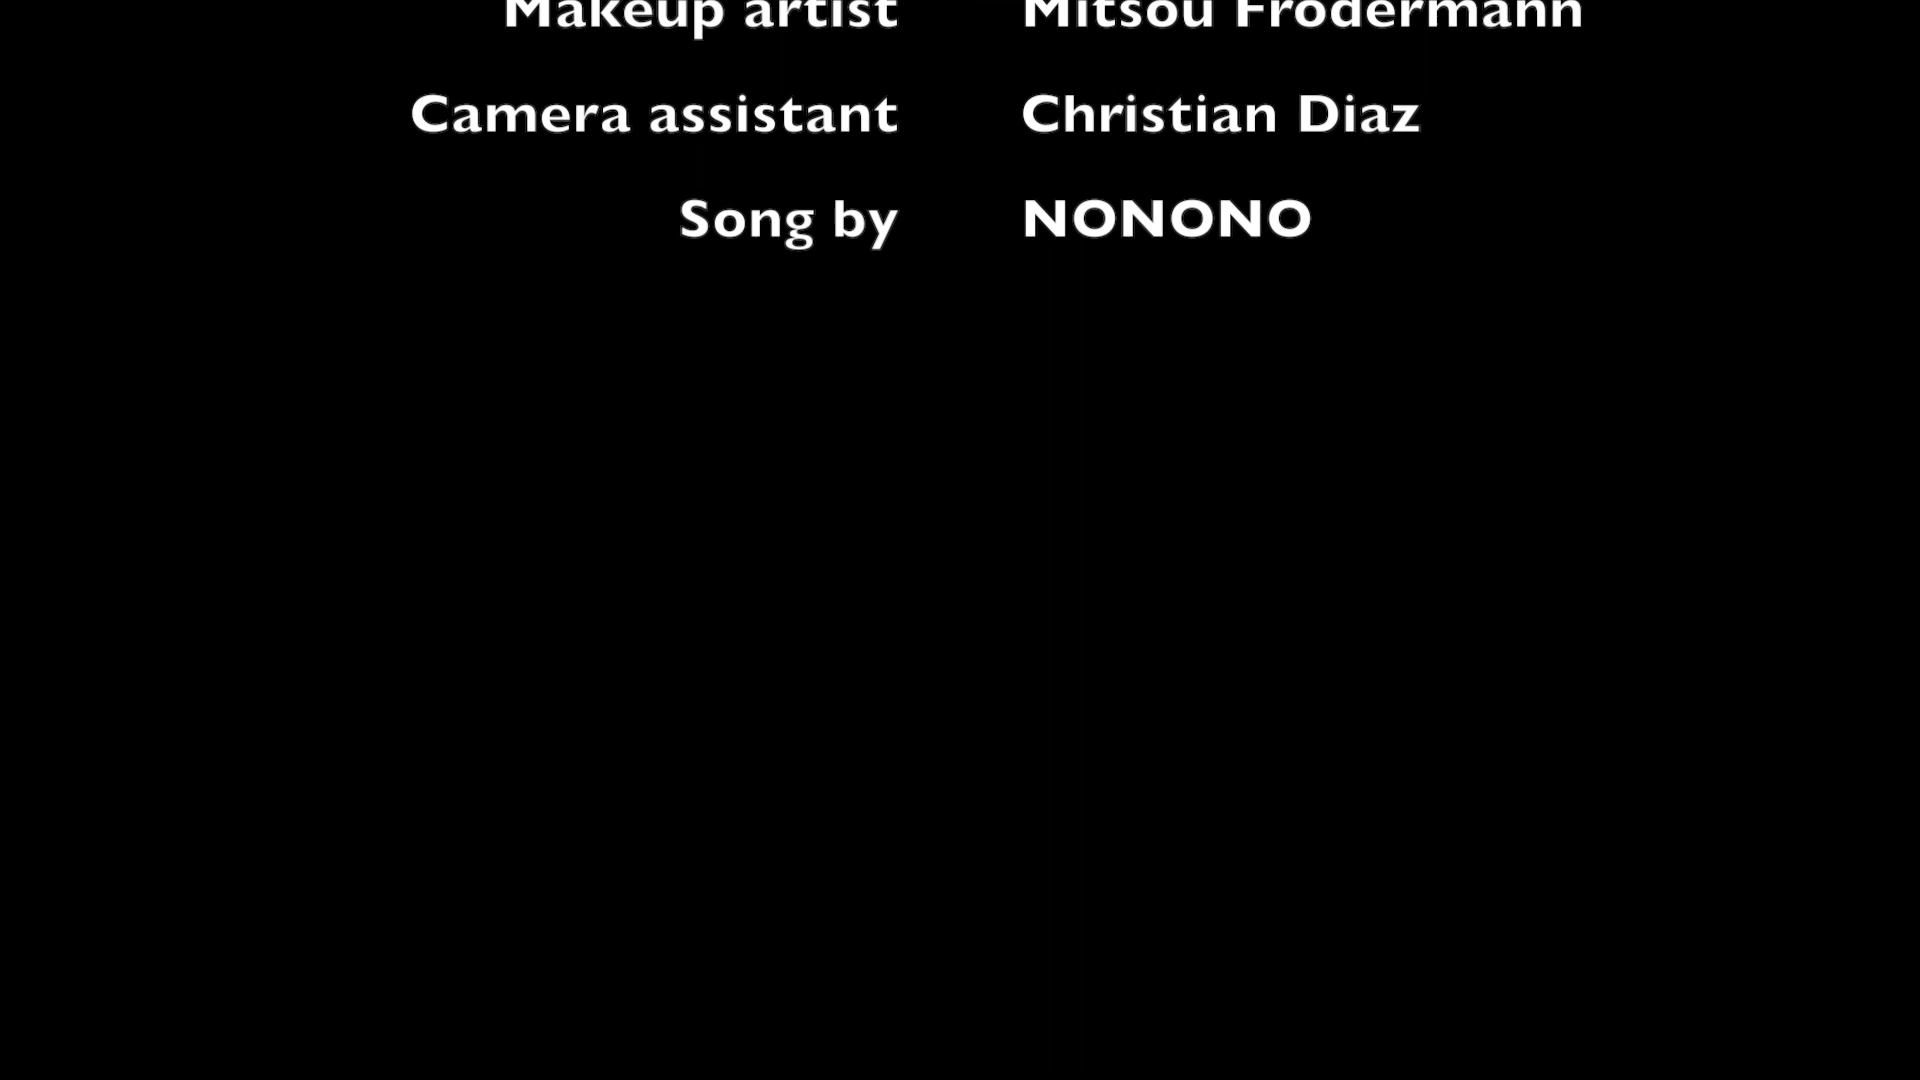 Makeup artist Mitsou Frodermann
Camera assistant Christian Diaz
Song by NONONO